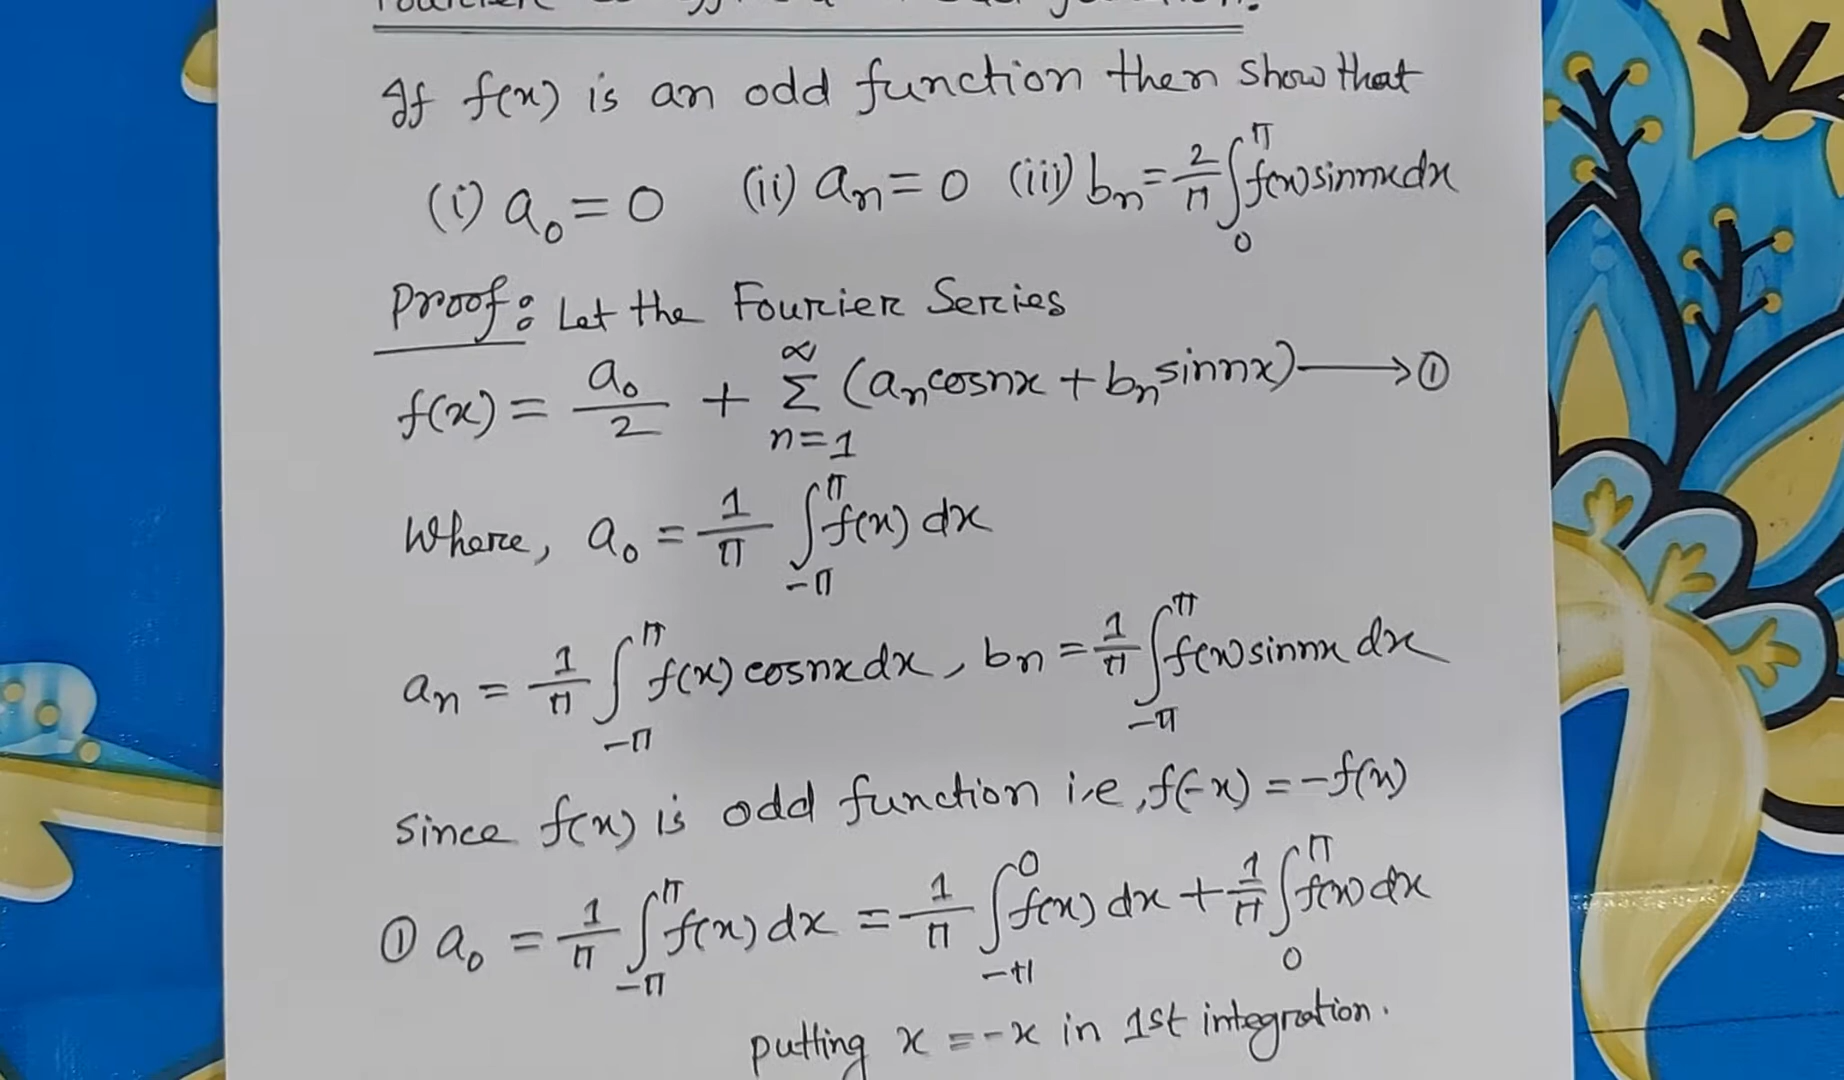 If f(x) is an odd function then show that
(i) a₀ = 0 (ii) aₙ = 0 (iii) bₙ = 2/π ∫₀^π f(x) sin nx dx
Proof: Let the Fourier Series
f(x) = a₀/2 + Σ_{n=1}^∞ (aₙ cos nx + bₙ sin nx) ⟶ ①
Where, a₀ = 1/π ∫_{-π}^π f(x) dx
aₙ = 1/π ∫_{-π}^π f(x) cos nx dx, bₙ = 1/π ∫_{-π}^π f(x) sin nx dx
since f(x) is odd function i.e, f(-x) = -f(x)
① a₀ = 1/π ∫_{-π}^π f(x) dx = 1/π ∫_{-π}^0 f(x) dx + 1/π ∫₀^π f(x) dx
putting x = -x in 1st integration.